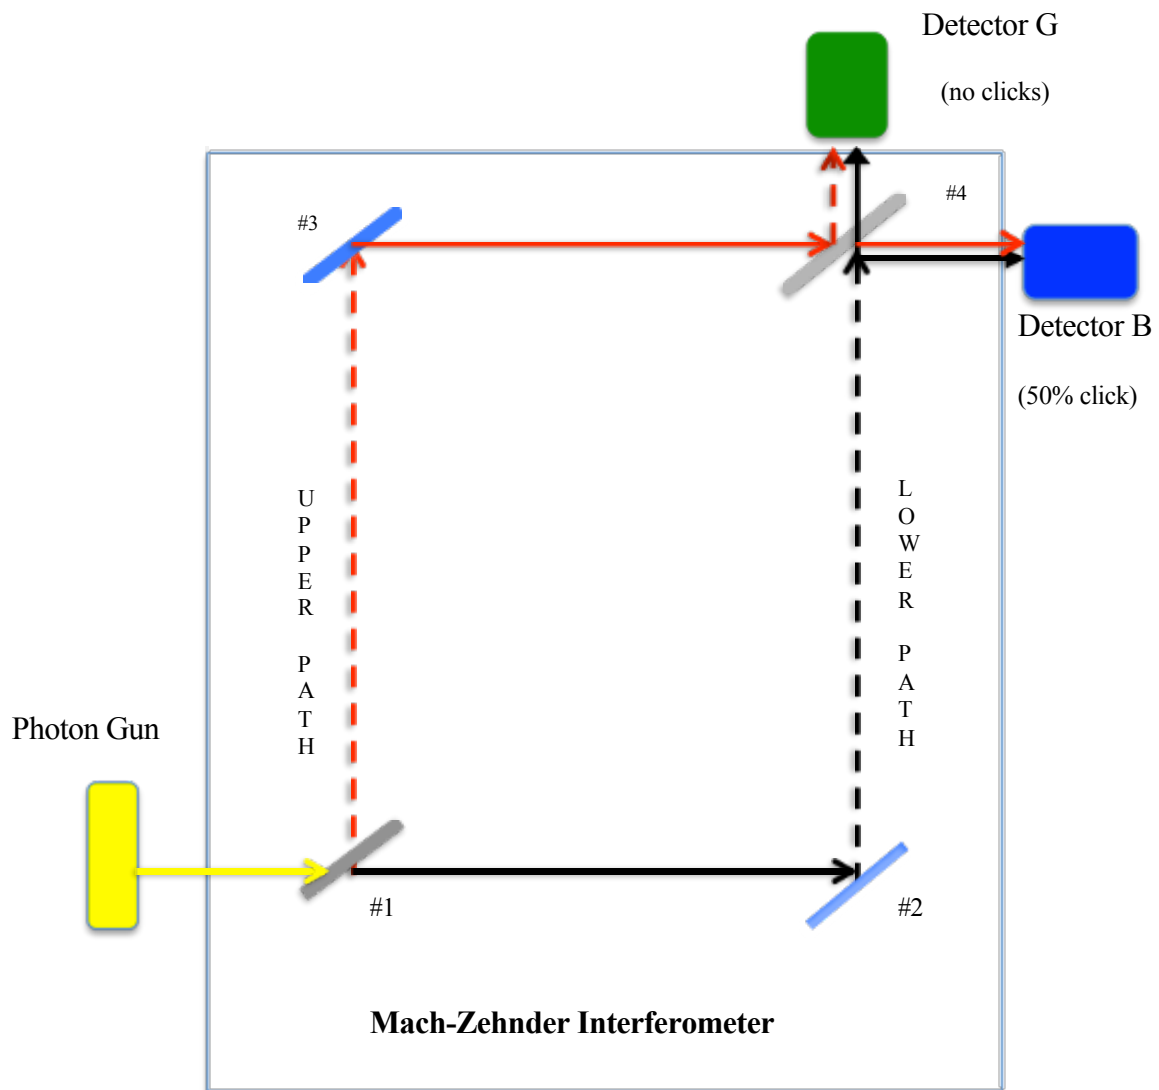 Detector G
(no clicks)
#3
#4
Detector B
(50% click)
U
P
P
E
R
P
A
T
H
L
O
W
E
R
P
A
T
H
Photon Gun
#1
#2
Mach-Zehnder Interferometer